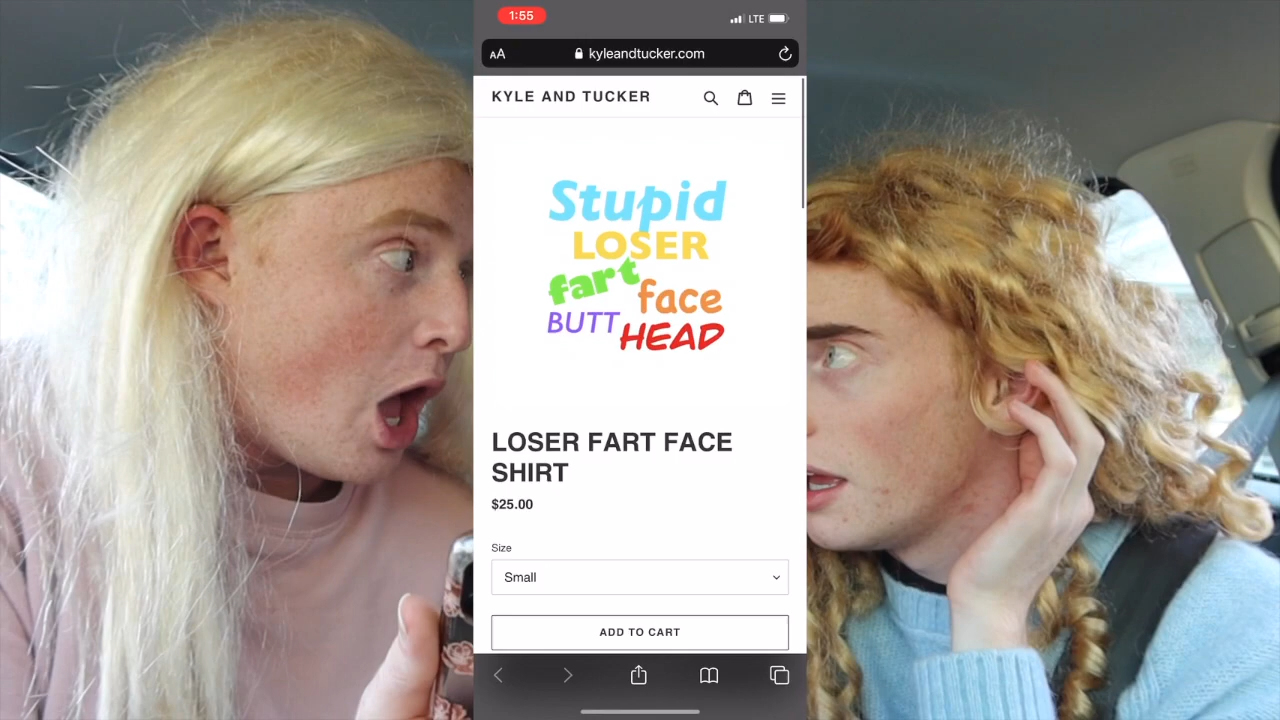 1:55
LTE
AA
kyleandtucker.com
KYLE AND TUCKER
Stupid
LOSER
fart
face
BUTT
HEAD
LOSER FART FACE
SHIRT
$25.00
Size
Small
ADD TO CART